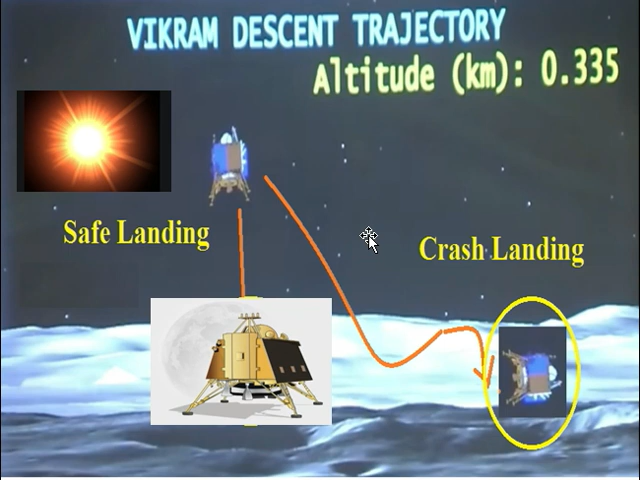 VIKRAM DESCENT TRAJECTORY
Altitude (km): 0.335
Safe Landing
Crash Landing